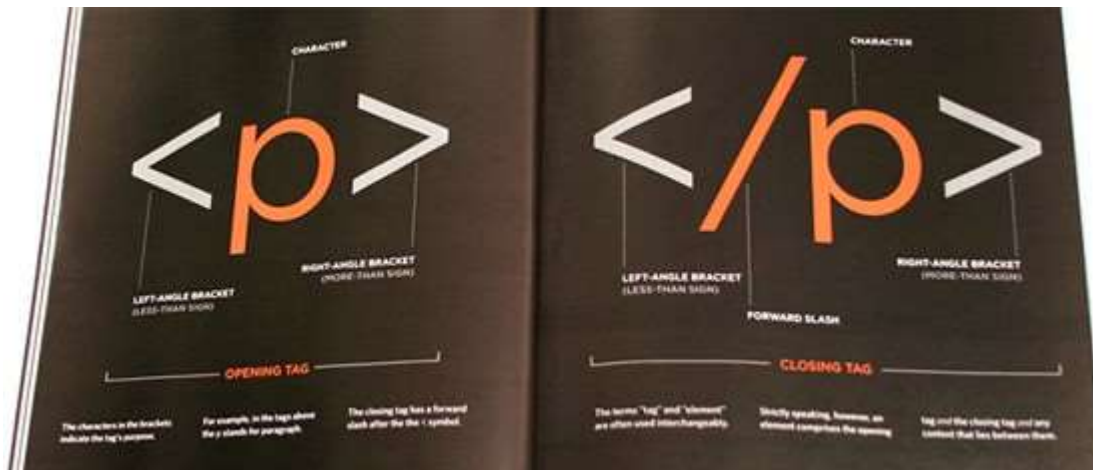 CHARACTER
<p>
RIGHT-ANGLE BRACKET
(MORE-THAN SIGN)
LEFT-ANGLE BRACKET
(LESS-THAN SIGN)
OPENING TAG
The characters in the brackets
indicate the tag's purpose.
For example, in the tags above
the p stands for paragraph.
The closing tag has a forward
slash after the the < symbol.
CHARACTER
</p>
LEFT-ANGLE BRACKET
(LESS-THAN SIGN)
RIGHT-ANGLE BRACKET
(MORE-THAN SIGN)
FORWARD SLASH
CLOSING TAG
The terms "tag" and "element"
are often used interchangeably.
Strictly speaking, however, an
element comprises the opening
tag and the closing tag and any
content that lies between them.